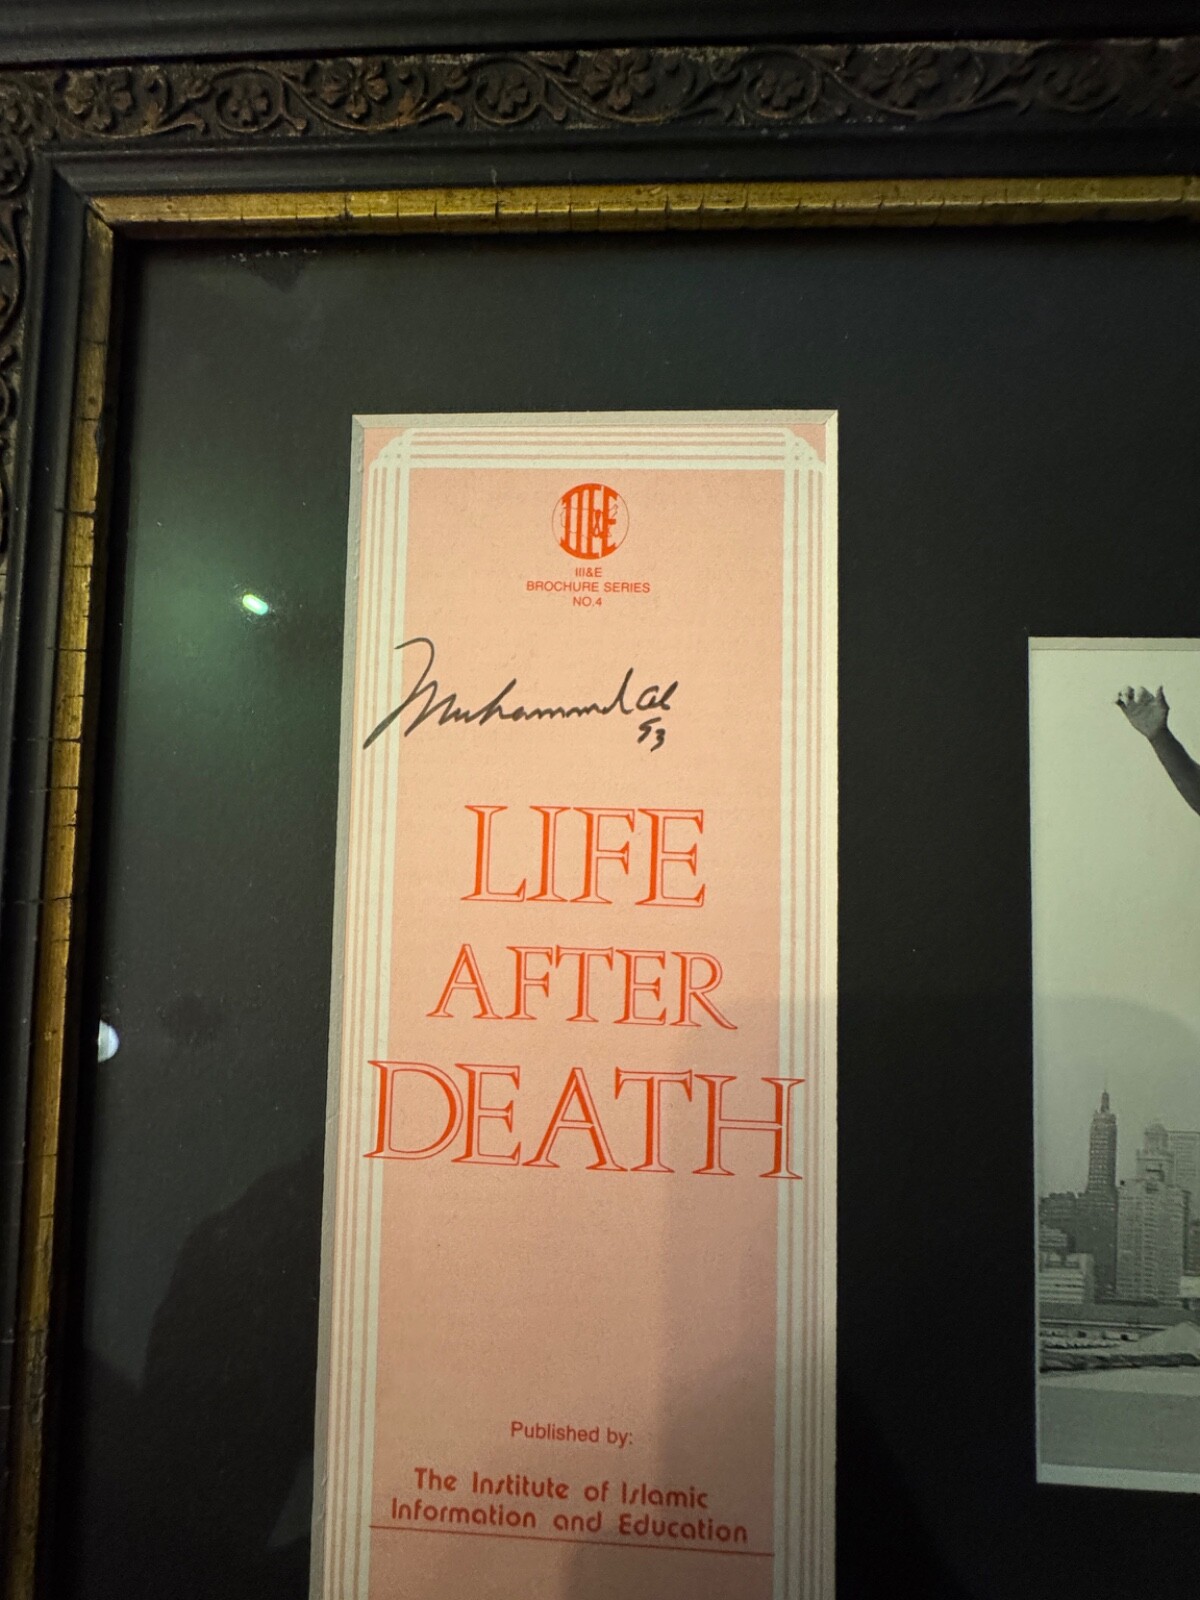 III&E
III&E
BROCHURE SERIES
NO.4
Muhammad Ali
93
LIFE
AFTER
DEATH
Published by:
The Institute of Islamic
Information and Education